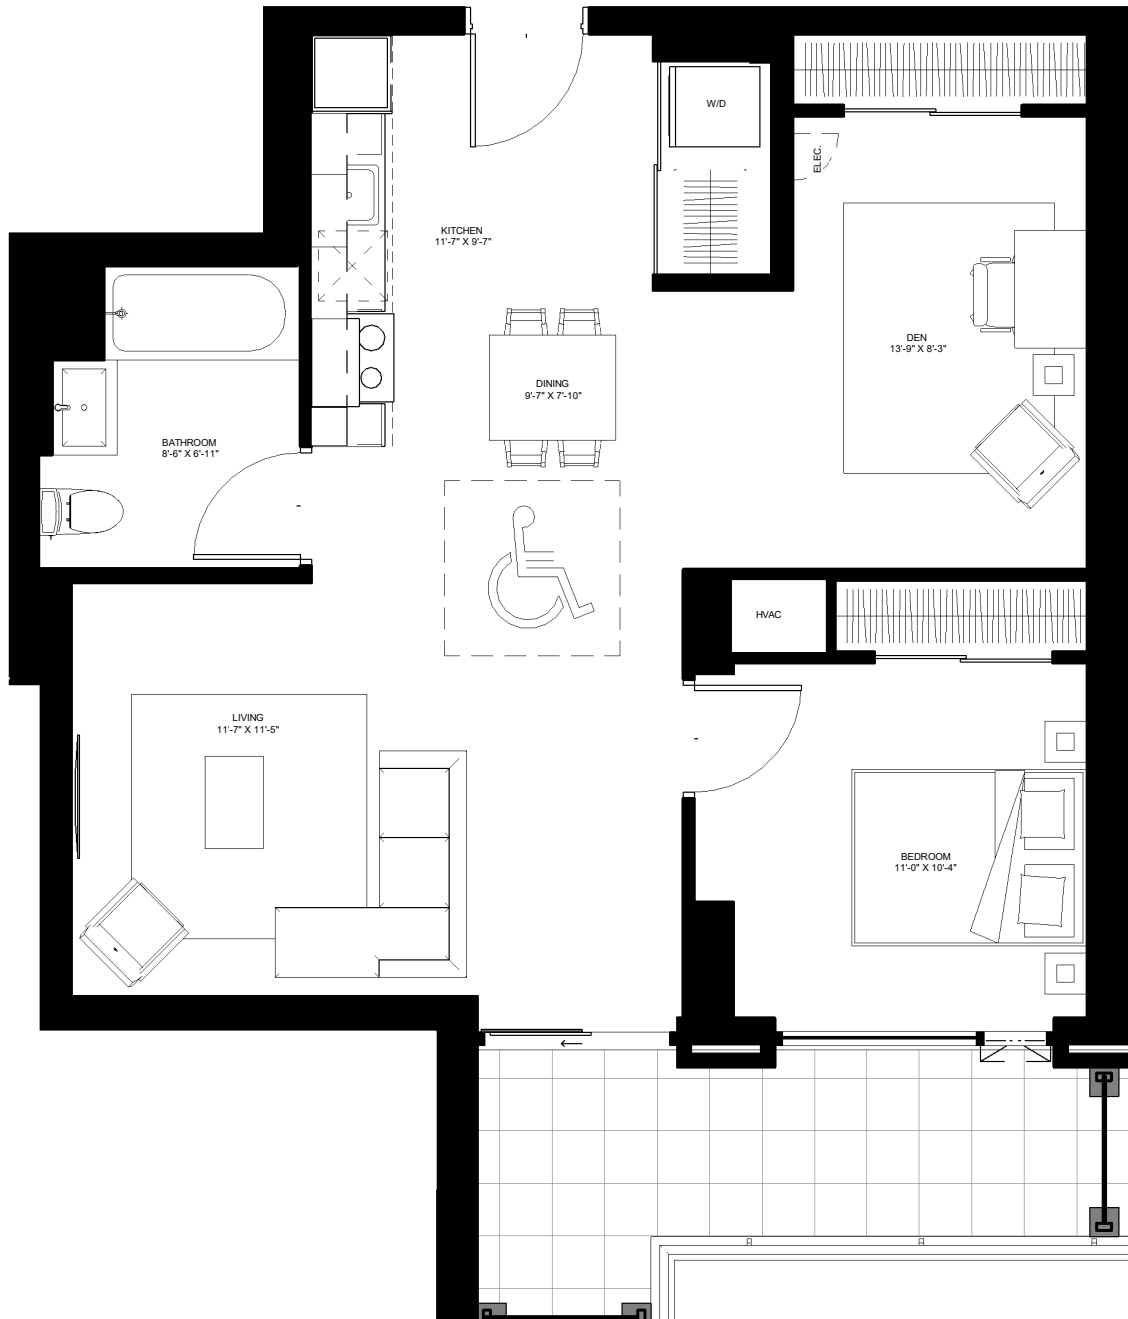 W/D
ELEC.
KITCHEN
11'-7" X 9'-7"
DEN
13'-9" X 8'-3"
DINING
9'-7" X 7'-10"
BATHROOM
8'-6" X 6'-11"
HVAC
LIVING
11'-7" X 11'-5"
BEDROOM
11'-0" X 10'-4"